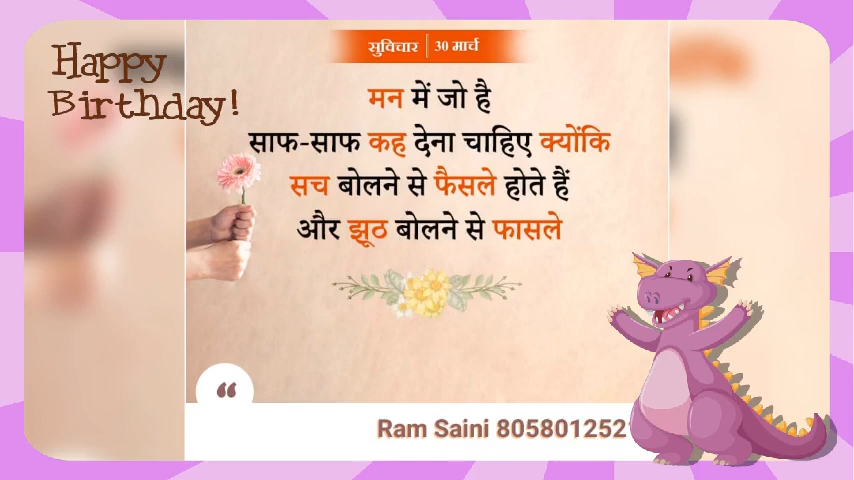 Happy
Birthday!
सुविचार | 30 मार्च
मन में जो है
साफ-साफ कह देना चाहिए क्योंकि
सच बोलने से फैसले होते हैं
और झूठ बोलने से फासले
Ram Saini 805801252